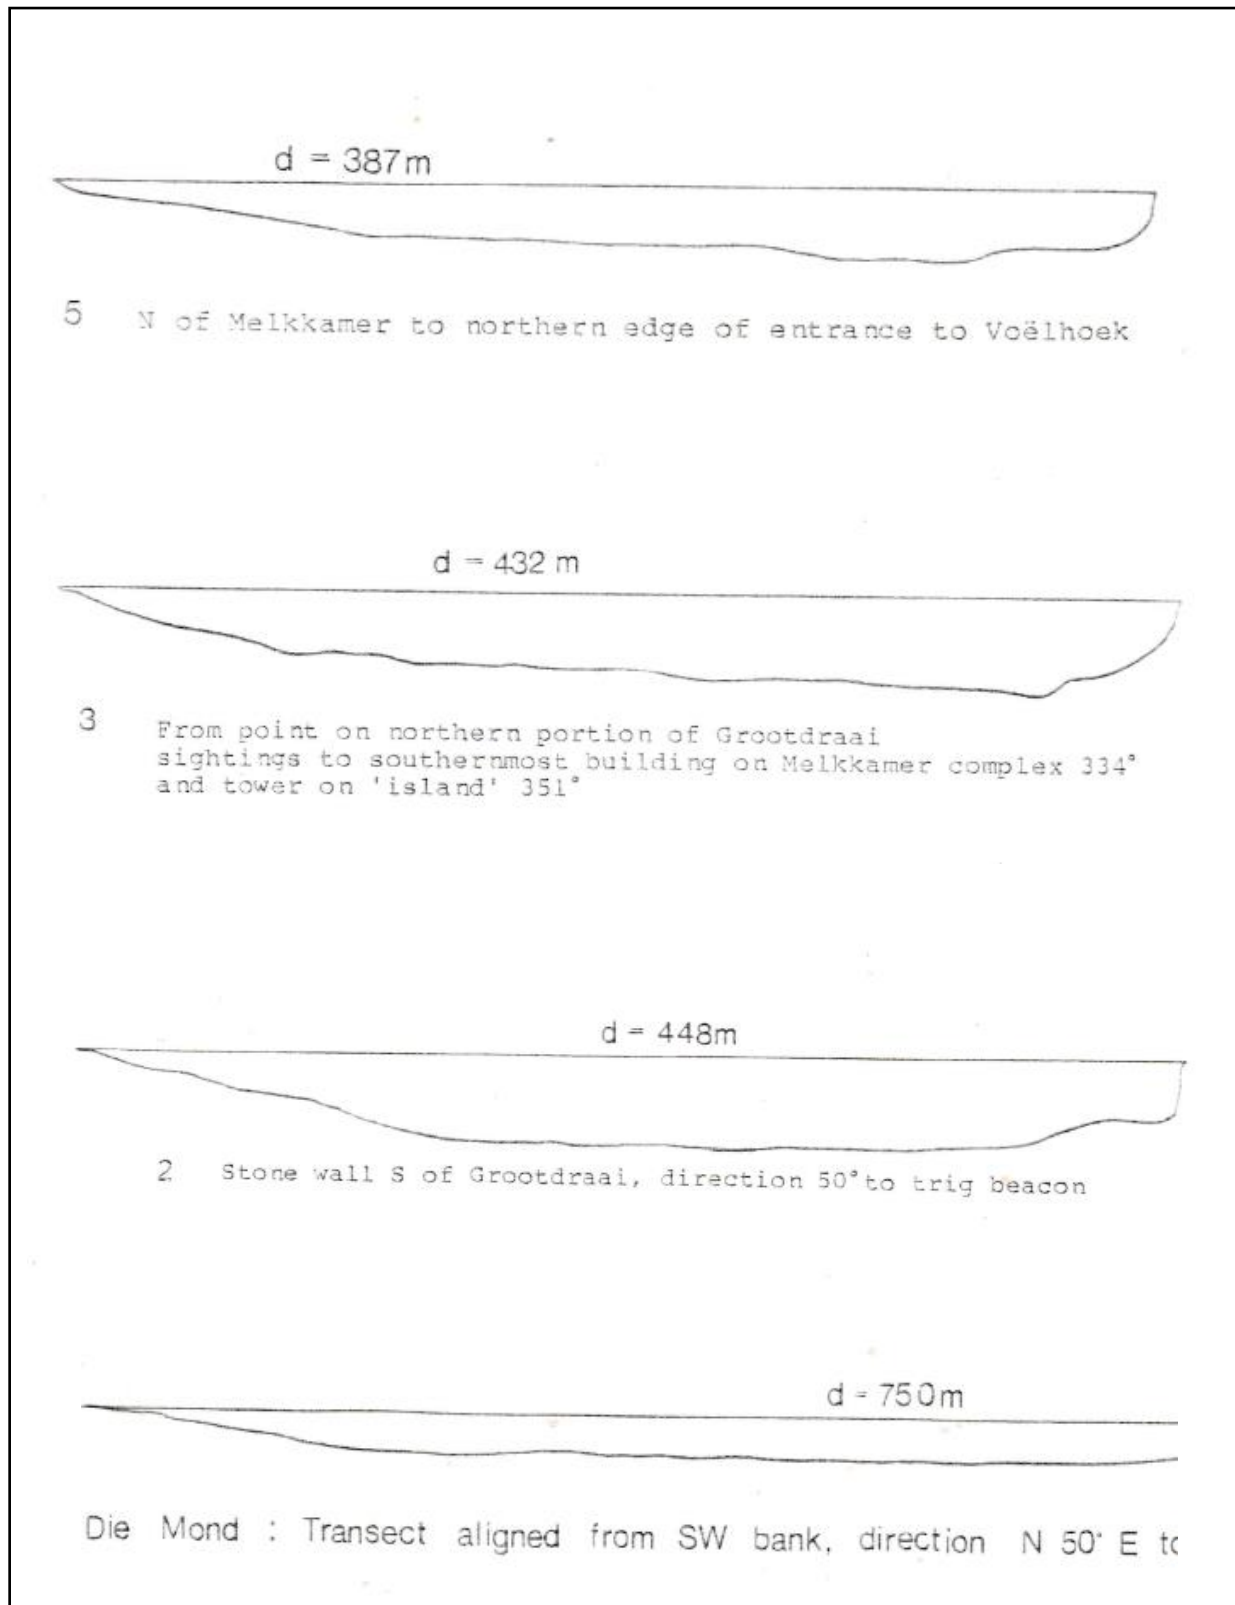 d = 387m
5 N of Melkkamer to northern edge of entrance to Voëlhoek
d = 432 m
3 From point on northern portion of Grootdraai
sightings to southernmost building on Melkkamer complex 334°
and tower on 'island' 351°
d = 448m
2 Stone wall S of Grootdraai, direction 50° to trig beacon
d = 750m
Die Mond : Transect aligned from SW bank, direction N 50° E to